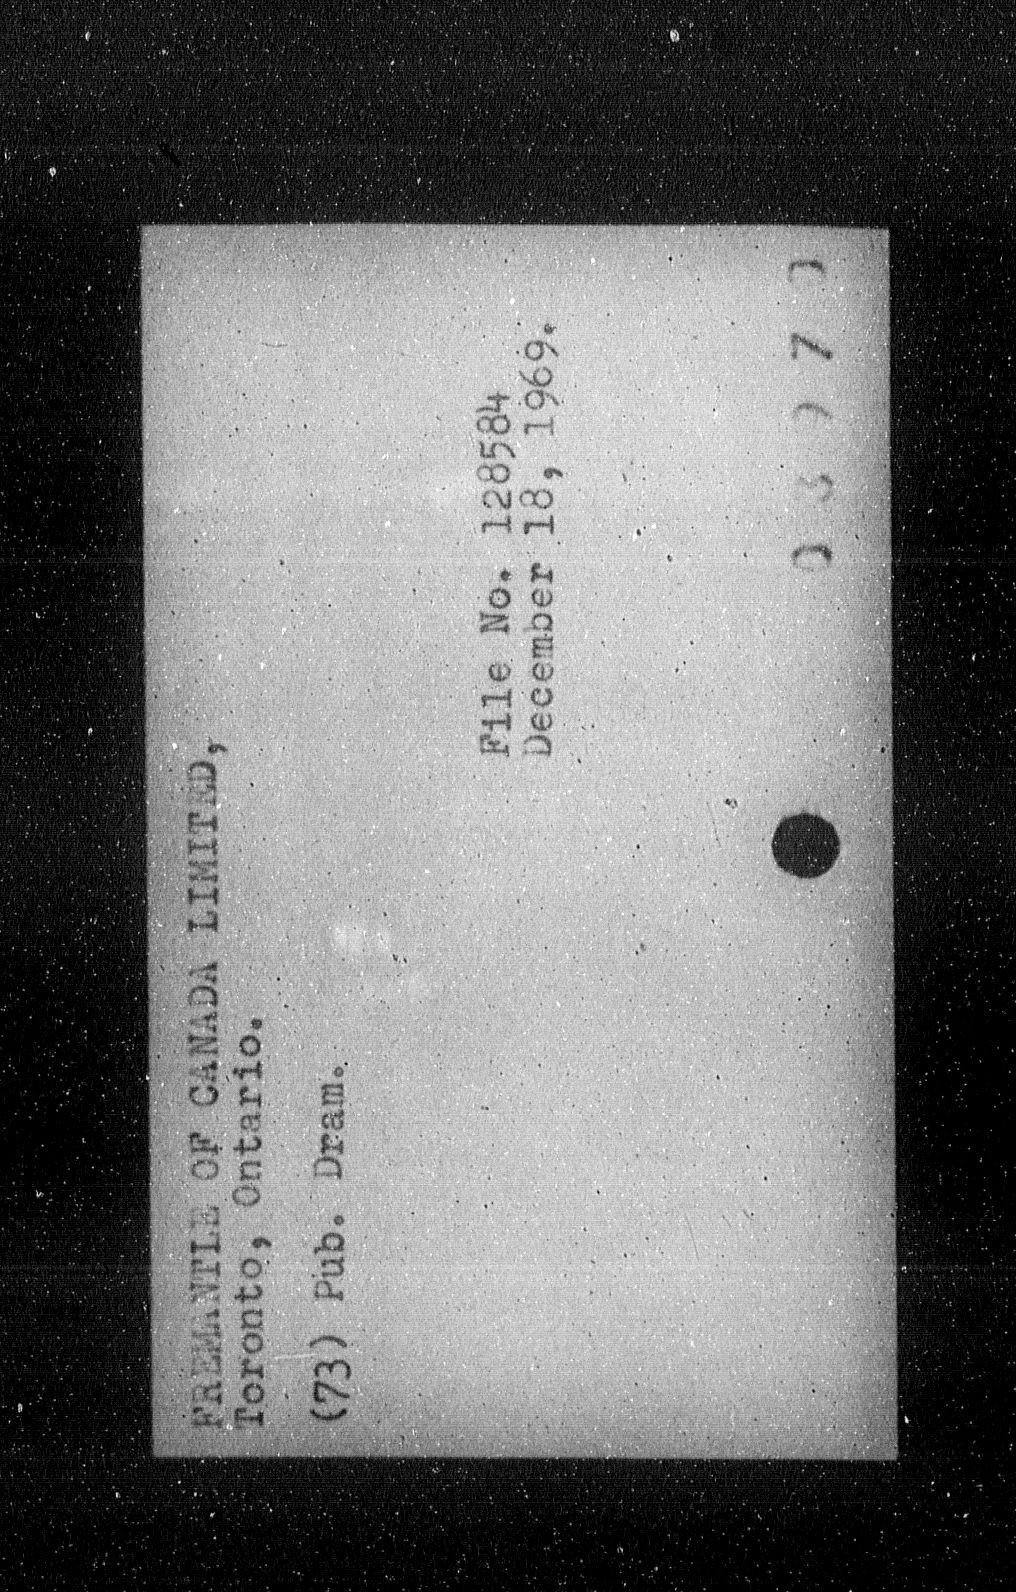 FREMANTLE OF CANADA LIMITED,
Toronto, Ontario.
(73) Pub. Dram.
File No. 128584
December 18, 1969.